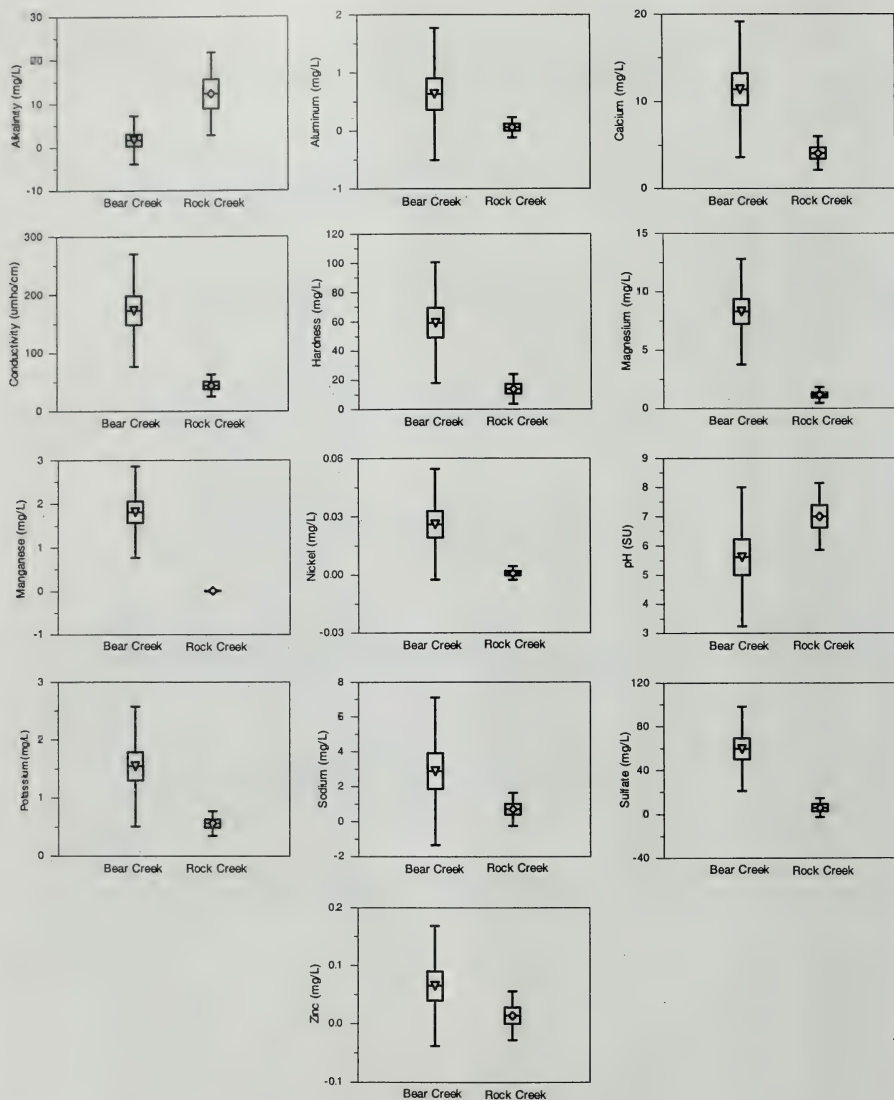 Alkalinity (mg/L)
30
20
10
0
-10
Bear Creek Rock Creek
Aluminum (mg/L)
2
1
0
-1
Bear Creek Rock Creek
Calcium (mg/L)
20
15
10
5
0
Bear Creek Rock Creek
Conductivity (umho/cm)
300
200
100
0
Bear Creek Rock Creek
Hardness (mg/L)
120
100
80
60
40
20
0
Bear Creek Rock Creek
Magnesium (mg/L)
15
10
5
0
Bear Creek Rock Creek
Manganese (mg/L)
3
2
1
0
-1
Bear Creek Rock Creek
Nickel (mg/L)
0.06
0.03
0.00
-0.03
Bear Creek Rock Creek
pH (SU)
9
8
7
6
5
4
3
Bear Creek Rock Creek
Potassium (mg/L)
3
2
1
0
Bear Creek Rock Creek
Sodium (mg/L)
8
6
4
2
0
-2
Bear Creek Rock Creek
Sulfate (mg/L)
120
80
40
0
-40
Bear Creek Rock Creek
Zinc (mg/L)
0.2
0.1
0.0
-0.1
Bear Creek Rock Creek